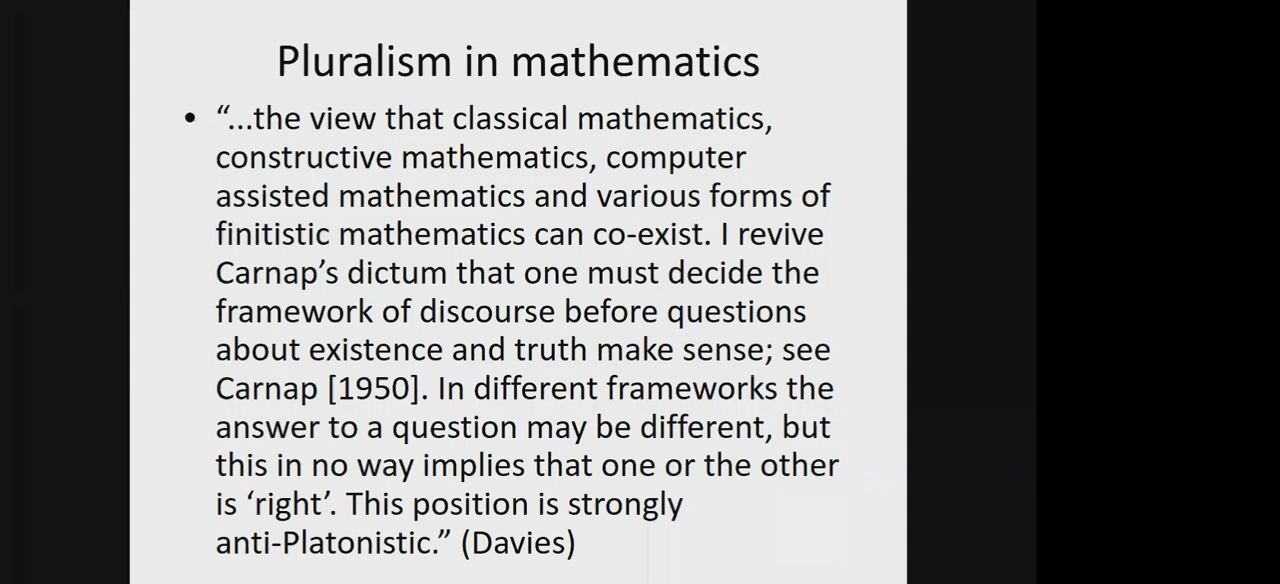 Pluralism in mathematics
• “...the view that classical mathematics,
constructive mathematics, computer
assisted mathematics and various forms of
finitistic mathematics can co-exist. I revive
Carnap’s dictum that one must decide the
framework of discourse before questions
about existence and truth make sense; see
Carnap [1950]. In different frameworks the
answer to a question may be different, but
this in no way implies that one or the other
is ‘right’. This position is strongly
anti-Platonistic.” (Davies)